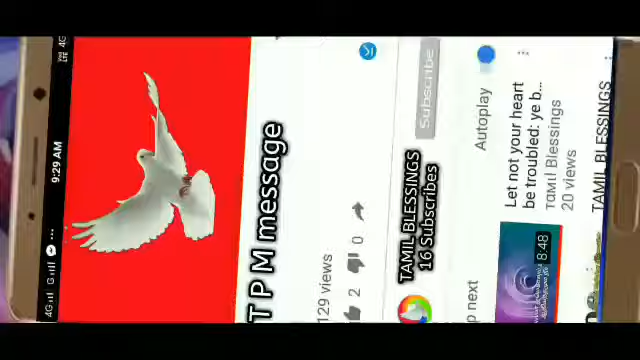 9:29 AM
T P M message
129 views
2
0
TAMIL BLESSINGS
16 Subscribes
Subscribe
Autoplay
Let not your heart
be troubled: ye b...
Tamil Blessings
20 views
8:48
TAMIL BLESSINGS